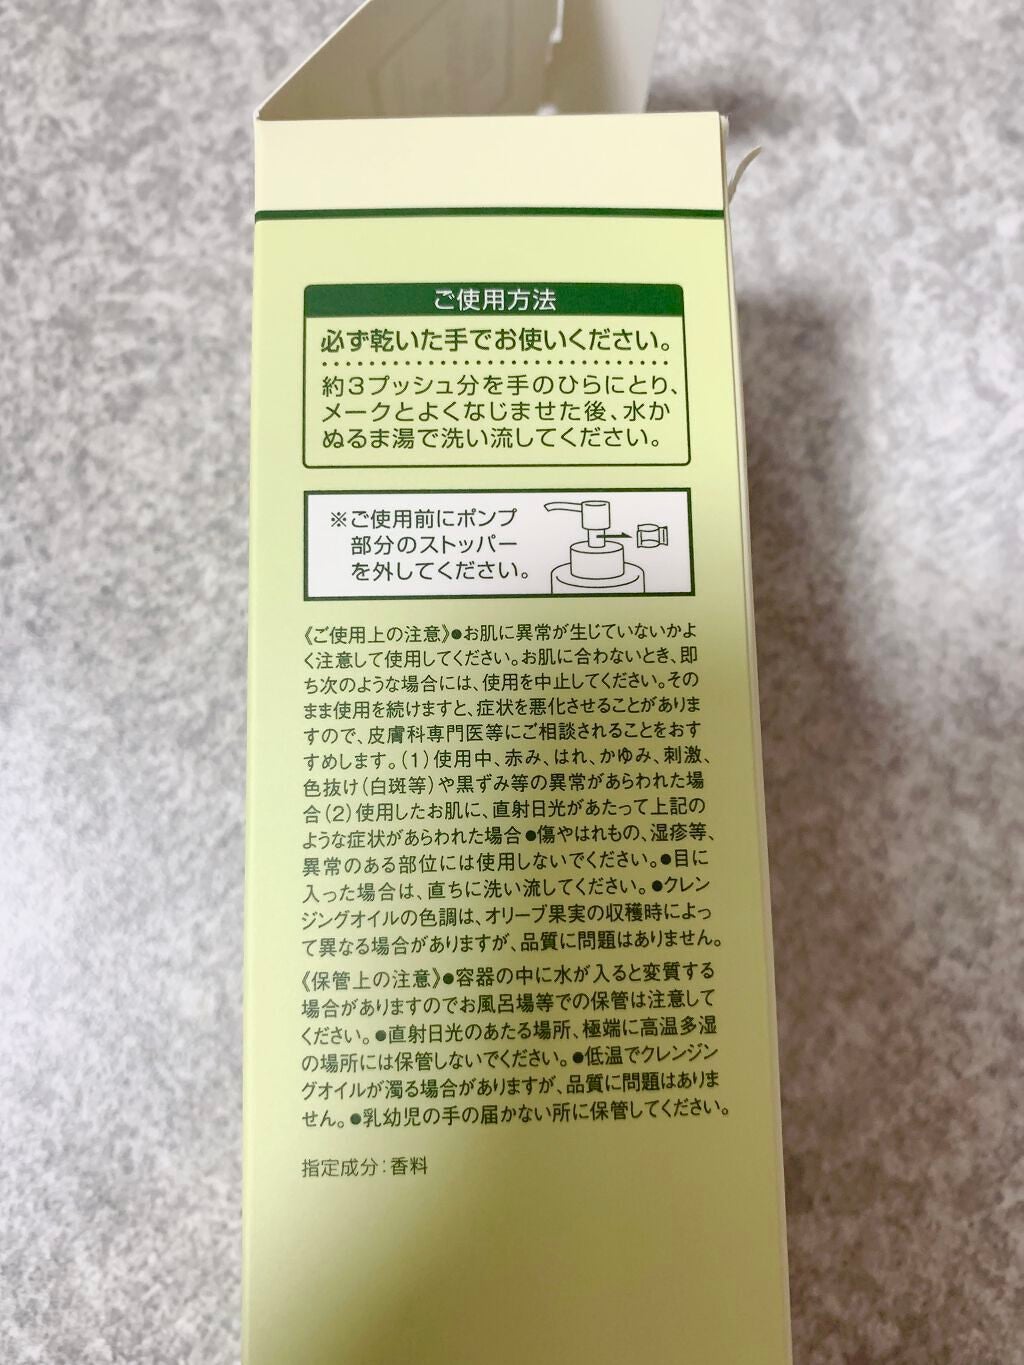 ご使用方法
必ず乾いた手でお使いください。
約3プッシュ分を手のひらにとり、
メークとよくなじませた後、水か
ぬるま湯で洗い流してください。
※ご使用前にポンプ
部分のストッパー
を外してください。
《ご使用上の注意》●お肌に異常が生じていないかよ
く注意して使用してください。お肌に合わないとき、即
ち次のような場合には、使用を中止してください。その
まま使用を続けますと、症状を悪化させることがありま
すので、皮膚科専門医等にご相談されることをおす
すめします。(1)使用中、赤み、はれ、かゆみ、刺激、
色抜け(白斑等)や黒ずみ等の異常があらわれた場
合(2)使用したお肌に、直射日光があたって上記の
ような症状があらわれた場合●傷やはれもの、湿疹等、
異常のある部位には使用しないでください。●目に
入った場合は、直ちに洗い流してください。●クレン
ジングオイルの色調は、オリーブ果実の収穫時によっ
て異なる場合がありますが、品質に問題はありません。
《保管上の注意》●容器の中に水が入ると変質する
場合がありますのでお風呂場等での保管は注意して
ください。●直射日光のあたる場所、極端に高温多湿
の場所には保管しないでください。●低温でクレンジン
グオイルが濁る場合がありますが、品質に問題はありま
せん。●乳幼児の手の届かない所に保管してください。
指定成分：香料